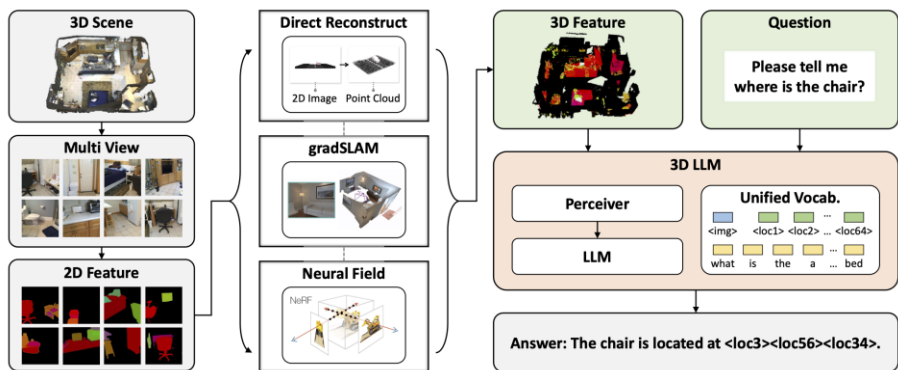 3D Scene
Multi View
2D Feature
Direct Reconstruct
2D Image
Point Cloud
gradSLAM
Neural Field
NeRF
3D Feature
Question
Please tell me
where is the chair?
3D LLM
Perceiver
LLM
Unified Vocab.
...
<img> <loc1> <loc2> ... <loc64>
...
what is the a ... bed
Answer: The chair is located at <loc3><loc56><loc34>.